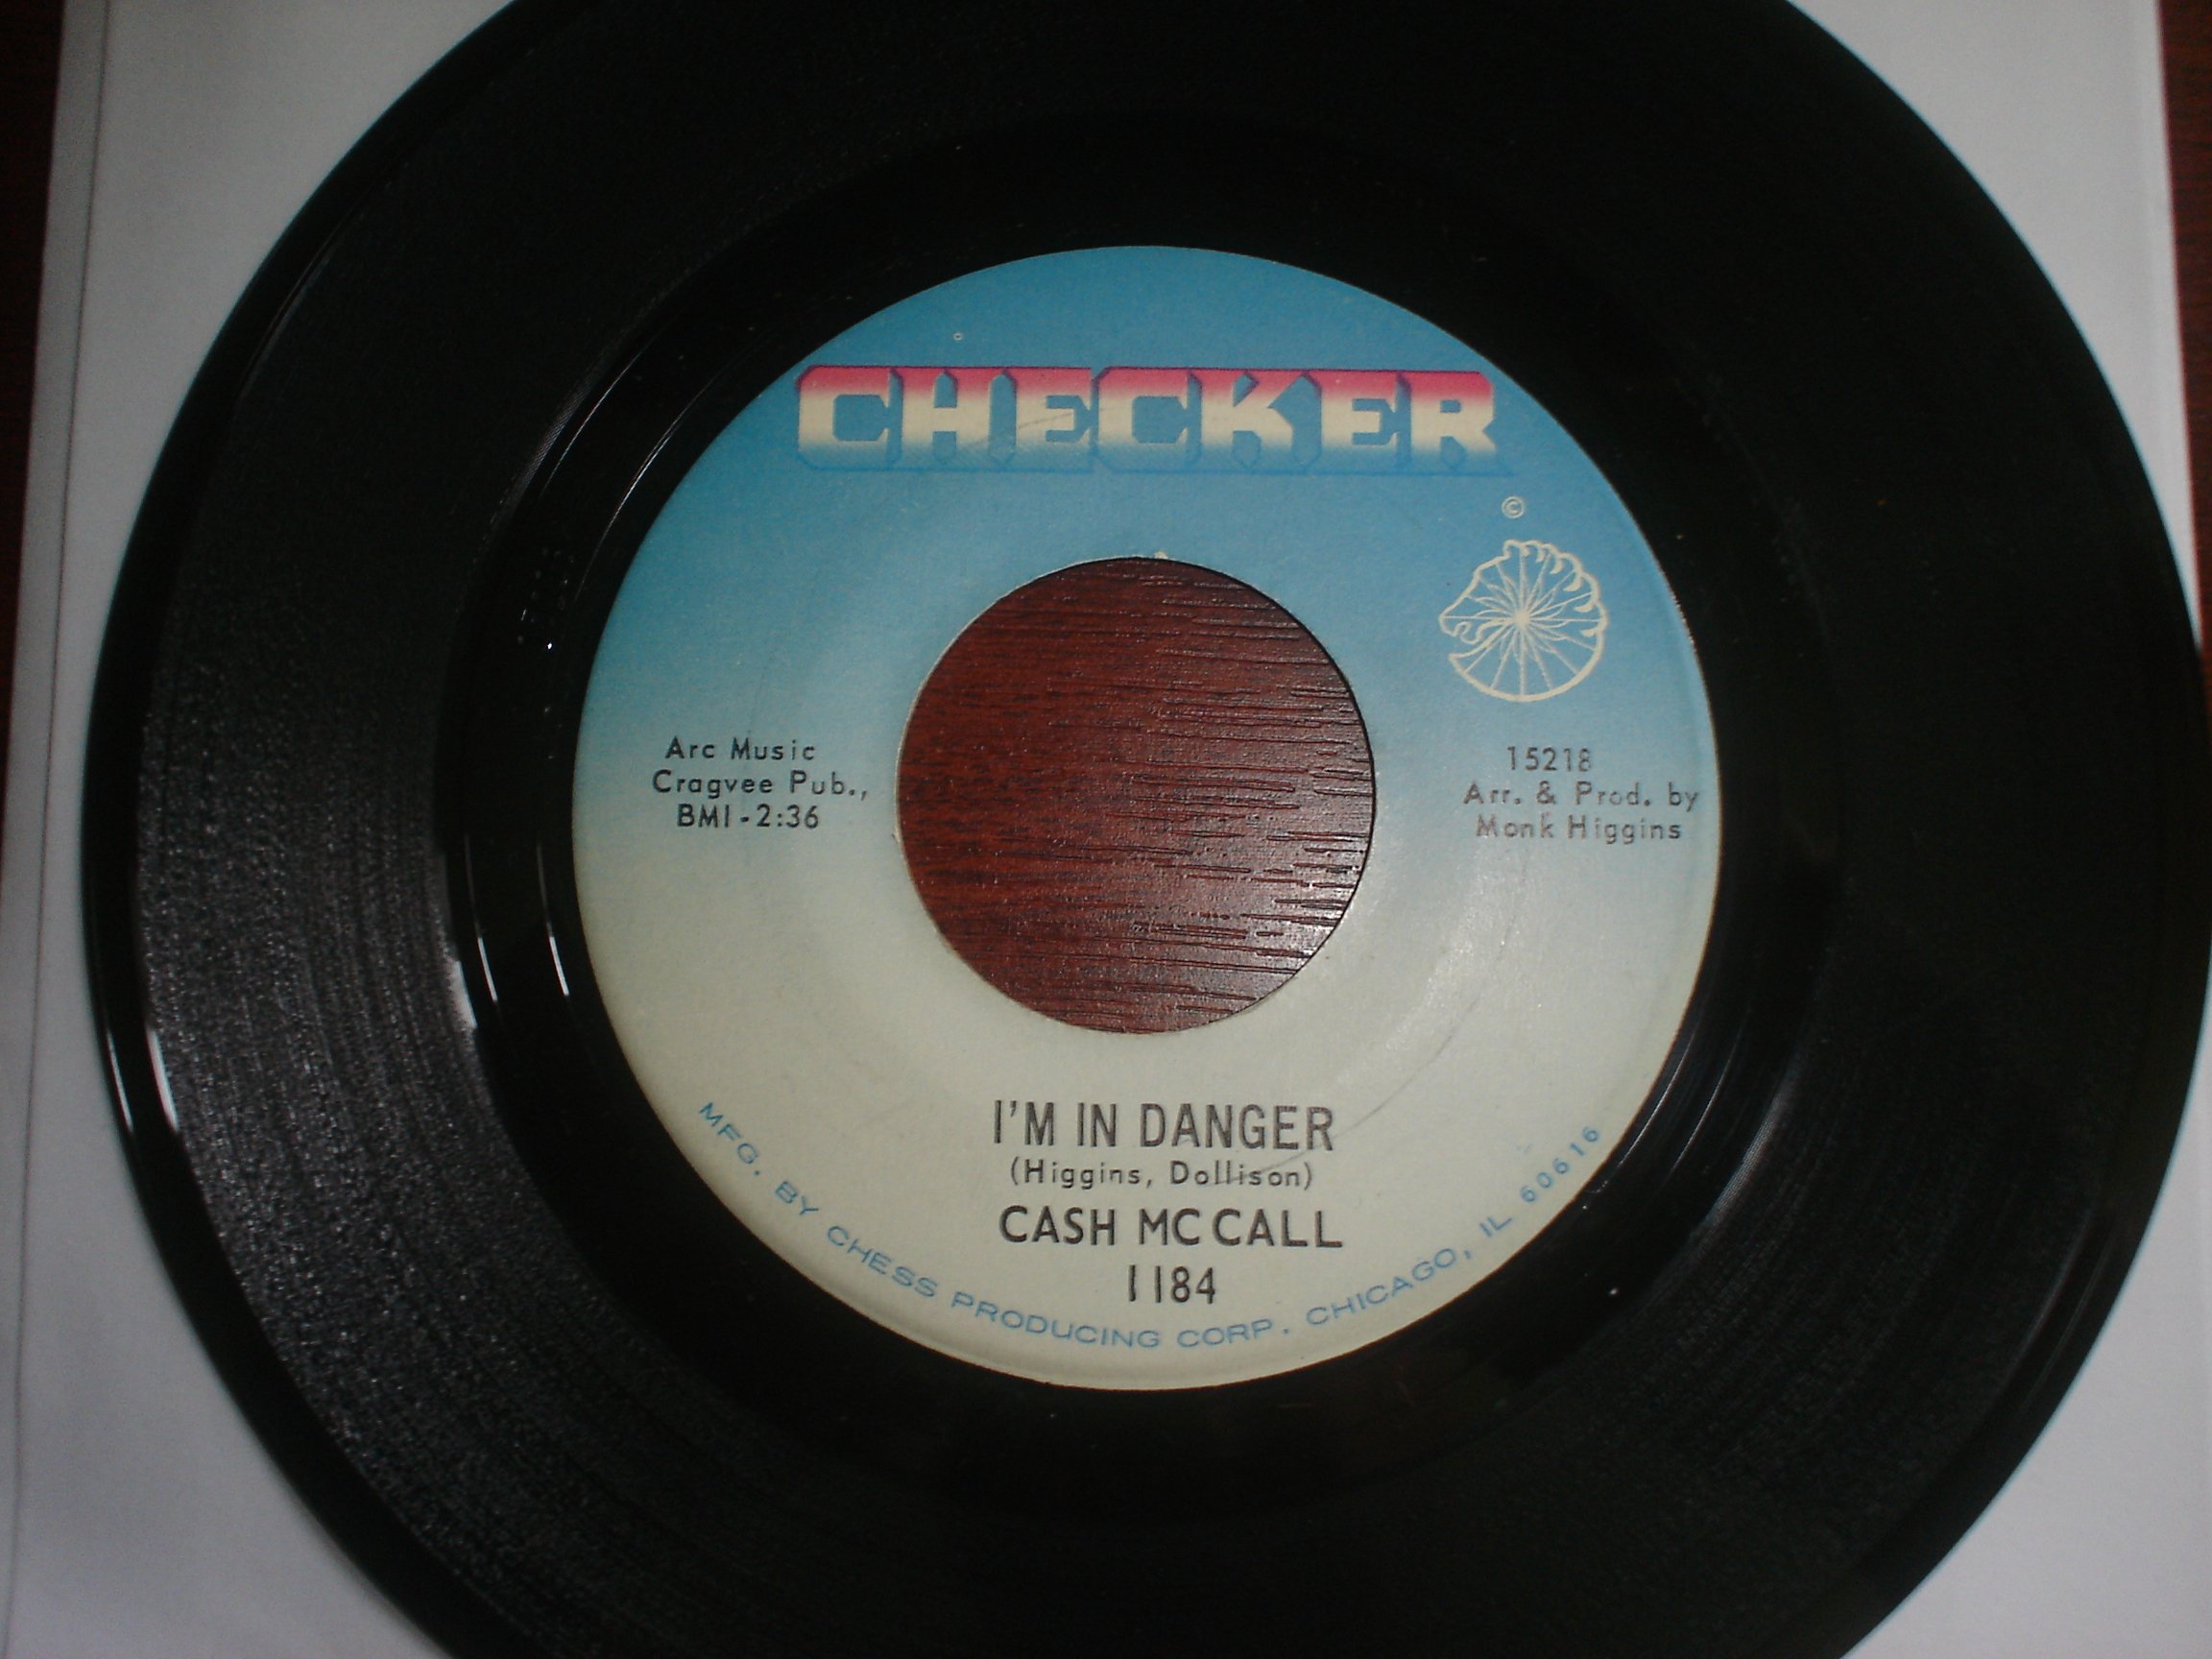 CHECKER
©
Arc Music
Cragvee Pub.,
BMI - 2:36
15218
Arr. & Prod. by
Monk Higgins
I'M IN DANGER
(Higgins, Dollison)
CASH MC CALL
1184
MFG. BY CHESS PRODUCING CORP. CHICAGO, IL 60616